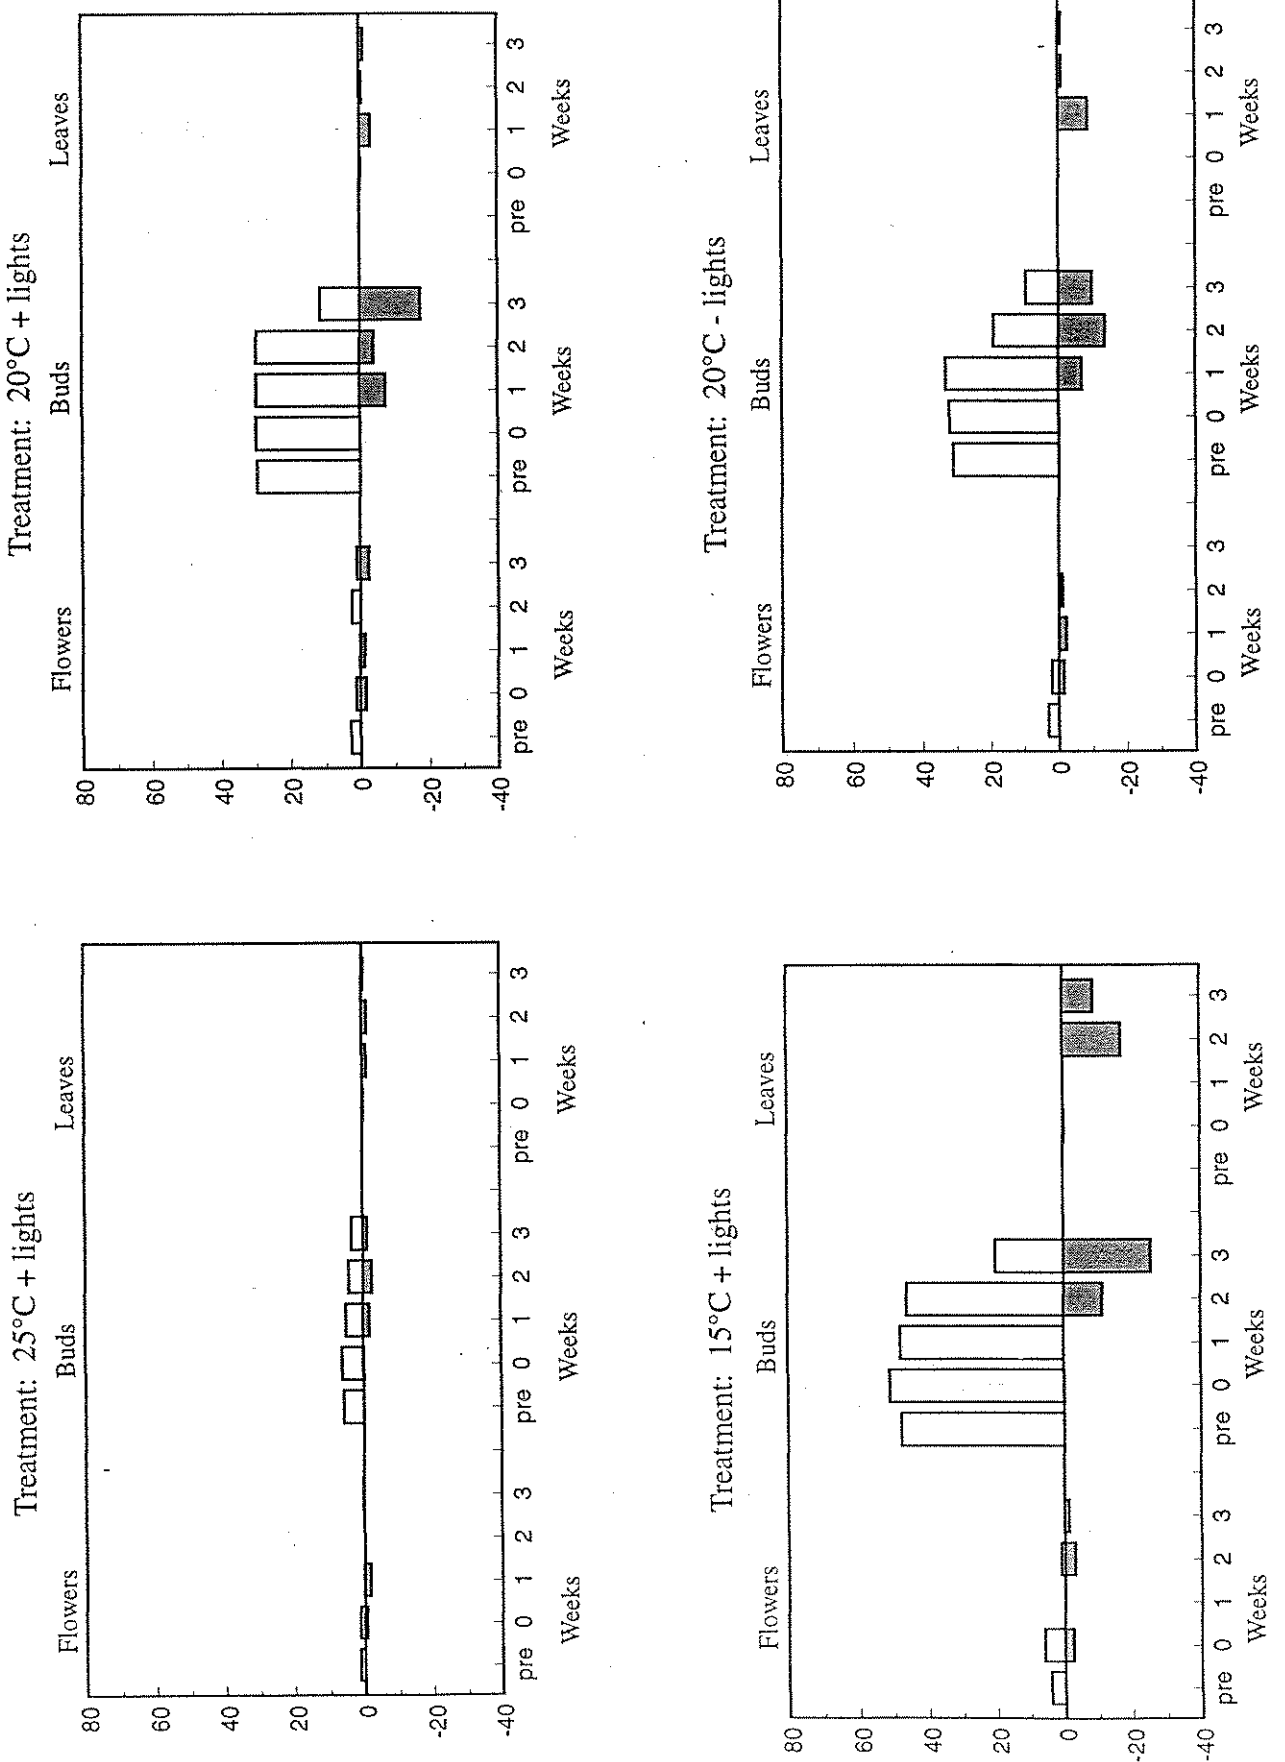 Treatment: 20°C + lights
Flowers Buds Leaves
80
60
40
20
0
-20
-40
pre 0 1 2 3 pre 0 1 2 3 pre 0 1 2 3
Weeks Weeks Weeks
Treatment: 20°C - lights
Flowers Buds Leaves
80
60
40
20
0
-20
-40
pre 0 1 2 3 pre 0 1 2 3 pre 0 1 2 3
Weeks Weeks Weeks
Treatment: 25°C + lights
Flowers Buds Leaves
80
60
40
20
0
-20
-40
pre 0 1 2 3 pre 0 1 2 3 pre 0 1 2 3
Weeks Weeks Weeks
Treatment: 15°C + lights
Flowers Buds Leaves
80
60
40
20
0
-20
-40
pre 0 1 2 3 pre 0 1 2 3 pre 0 1 2 3
Weeks Weeks Weeks